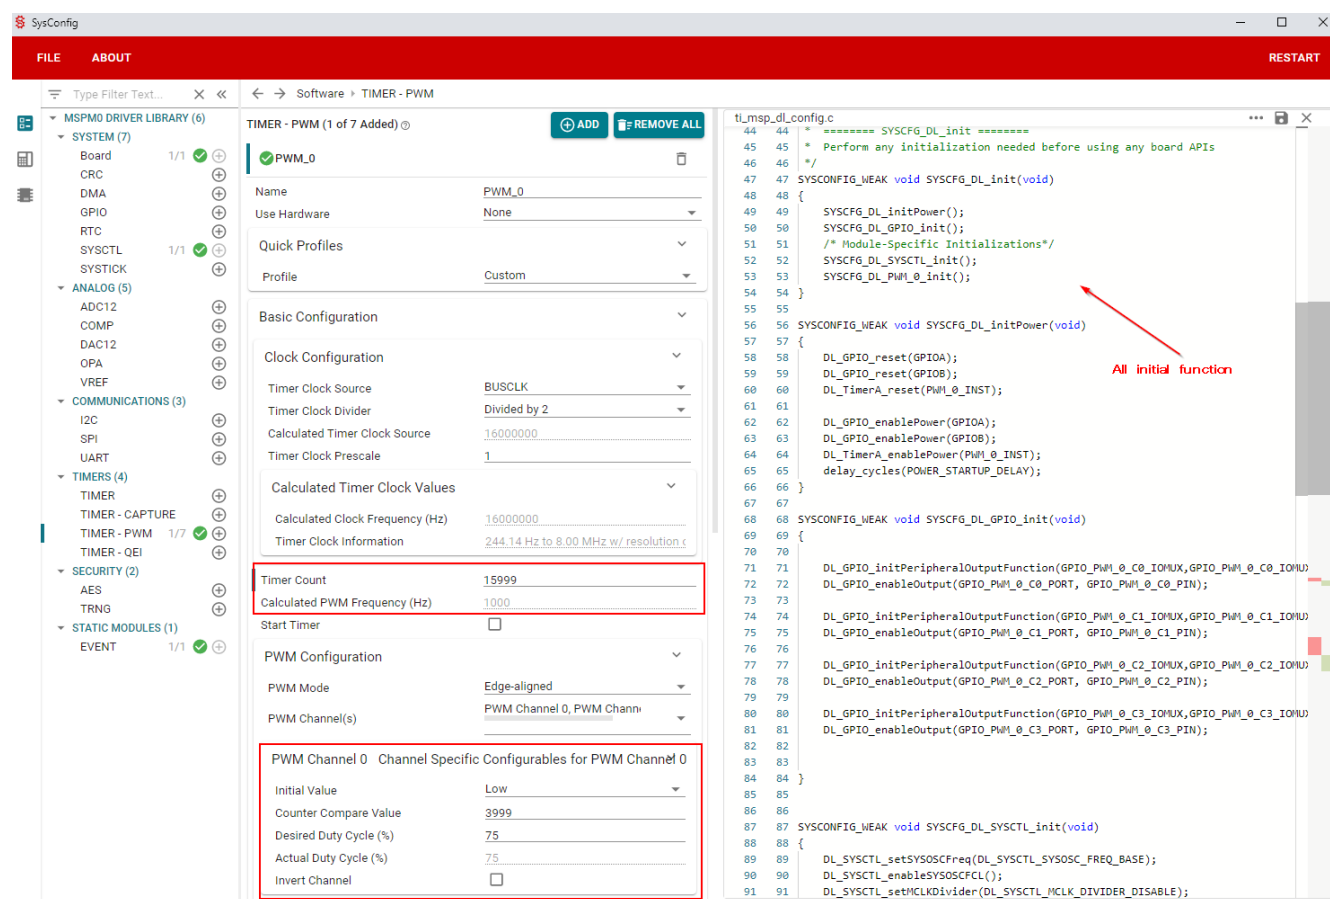 SysConfig
FILE ABOUT RESTART
Type Filter Text...
Software TIMER - PWM
MSPM0 DRIVER LIBRARY (6)
SYSTEM (7)
Board 1/1
CRC
DMA
GPIO
RTC
SYSCTL 1/1
SYSTICK
ANALOG (5)
ADC12
COMP
DAC12
OPA
VREF
COMMUNICATIONS (3)
I2C
SPI
UART
TIMERS (4)
TIMER
TIMER - CAPTURE
TIMER - PWM 1/7
TIMER - QEI
SECURITY (2)
AES
TRNG
STATIC MODULES (1)
EVENT 1/1
TIMER - PWM (1 of 7 Added)
ADD
REMOVE ALL
PWM_0
Name PWM_0
Use Hardware None
Quick Profiles
Profile Custom
Basic Configuration
Clock Configuration
Timer Clock Source BUSCLK
Timer Clock Divider Divided by 2
Calculated Timer Clock Source 16000000
Timer Clock Prescale 1
Calculated Timer Clock Values
Calculated Clock Frequency (Hz) 16000000
Timer Clock Information 244.14 Hz to 8.00 MHz w/ resolution
Timer Count 15999
Calculated PWM Frequency (Hz) 1000
Start Timer
PWM Configuration
PWM Mode Edge-aligned
PWM Channel(s) PWM Channel 0, PWM Chann
PWM Channel 0 Channel Specific Configurables for PWM Channel 0
Initial Value Low
Counter Compare Value 3999
Desired Duty Cycle (%) 75
Actual Duty Cycle (%) 75
Invert Channel
ti_msp_dl_config.c
44 44 * ======== SYSCFG_DL_init ========
45 45 * Perform any initialization needed before using any board APIs
46 46 */
47 47 SYSCONFIG_WEAK void SYSCFG_DL_init(void)
48 48 {
49 49 SYSCFG_DL_initPower();
50 50 SYSCFG_DL_GPIO_init();
51 51 /* Module-Specific Initializations*/
52 52 SYSCFG_DL_SYSCTL_init();
53 53 SYSCFG_DL_PWM_0_init();
54 54 }
55 55
56 56 SYSCONFIG_WEAK void SYSCFG_DL_initPower(void)
57 57 {
58 58 DL_GPIO_reset(GPIOA);
59 59 DL_GPIO_reset(GPIOB);
60 60 DL_TimerA_reset(PWM_0_INST);
61 61
62 62 DL_GPIO_enablePower(GPIOA);
63 63 DL_GPIO_enablePower(GPIOB);
64 64 DL_TimerA_enablePower(PWM_0_INST);
65 65 delay_cycles(POWER_STARTUP_DELAY);
66 66 }
67 67
68 68 SYSCONFIG_WEAK void SYSCFG_DL_GPIO_init(void)
69 69 {
70 70
71 71 DL_GPIO_initPeripheralOutputFunction(GPIO_PWM_0_C0_IOMUX,GPIO_PWM_0_C0_IOMUX
72 72 DL_GPIO_enableOutput(GPIO_PWM_0_C0_PORT, GPIO_PWM_0_C0_PIN);
73 73
74 74 DL_GPIO_initPeripheralOutputFunction(GPIO_PWM_0_C1_IOMUX,GPIO_PWM_0_C1_IOMUX
75 75 DL_GPIO_enableOutput(GPIO_PWM_0_C1_PORT, GPIO_PWM_0_C1_PIN);
76 76
77 77 DL_GPIO_initPeripheralOutputFunction(GPIO_PWM_0_C2_IOMUX,GPIO_PWM_0_C2_IOMUX
78 78 DL_GPIO_enableOutput(GPIO_PWM_0_C2_PORT, GPIO_PWM_0_C2_PIN);
79 79
80 80 DL_GPIO_initPeripheralOutputFunction(GPIO_PWM_0_C3_IOMUX,GPIO_PWM_0_C3_IOMUX
81 81 DL_GPIO_enableOutput(GPIO_PWM_0_C3_PORT, GPIO_PWM_0_C3_PIN);
82 82
83 83
84 84 }
85 85
86 86
87 87 SYSCONFIG_WEAK void SYSCFG_DL_SYSCTL_init(void)
88 88 {
89 89 DL_SYSCTL_setSYSOSCFreq(DL_SYSCTL_SYSOSC_FREQ_BASE);
90 90 DL_SYSCTL_enableSYSOSCFCL();
91 91 DL_SYSCTL_setMCLKDivider(DL_SYSCTL_MCLK_DIVIDER_DISABLE);
All initial function